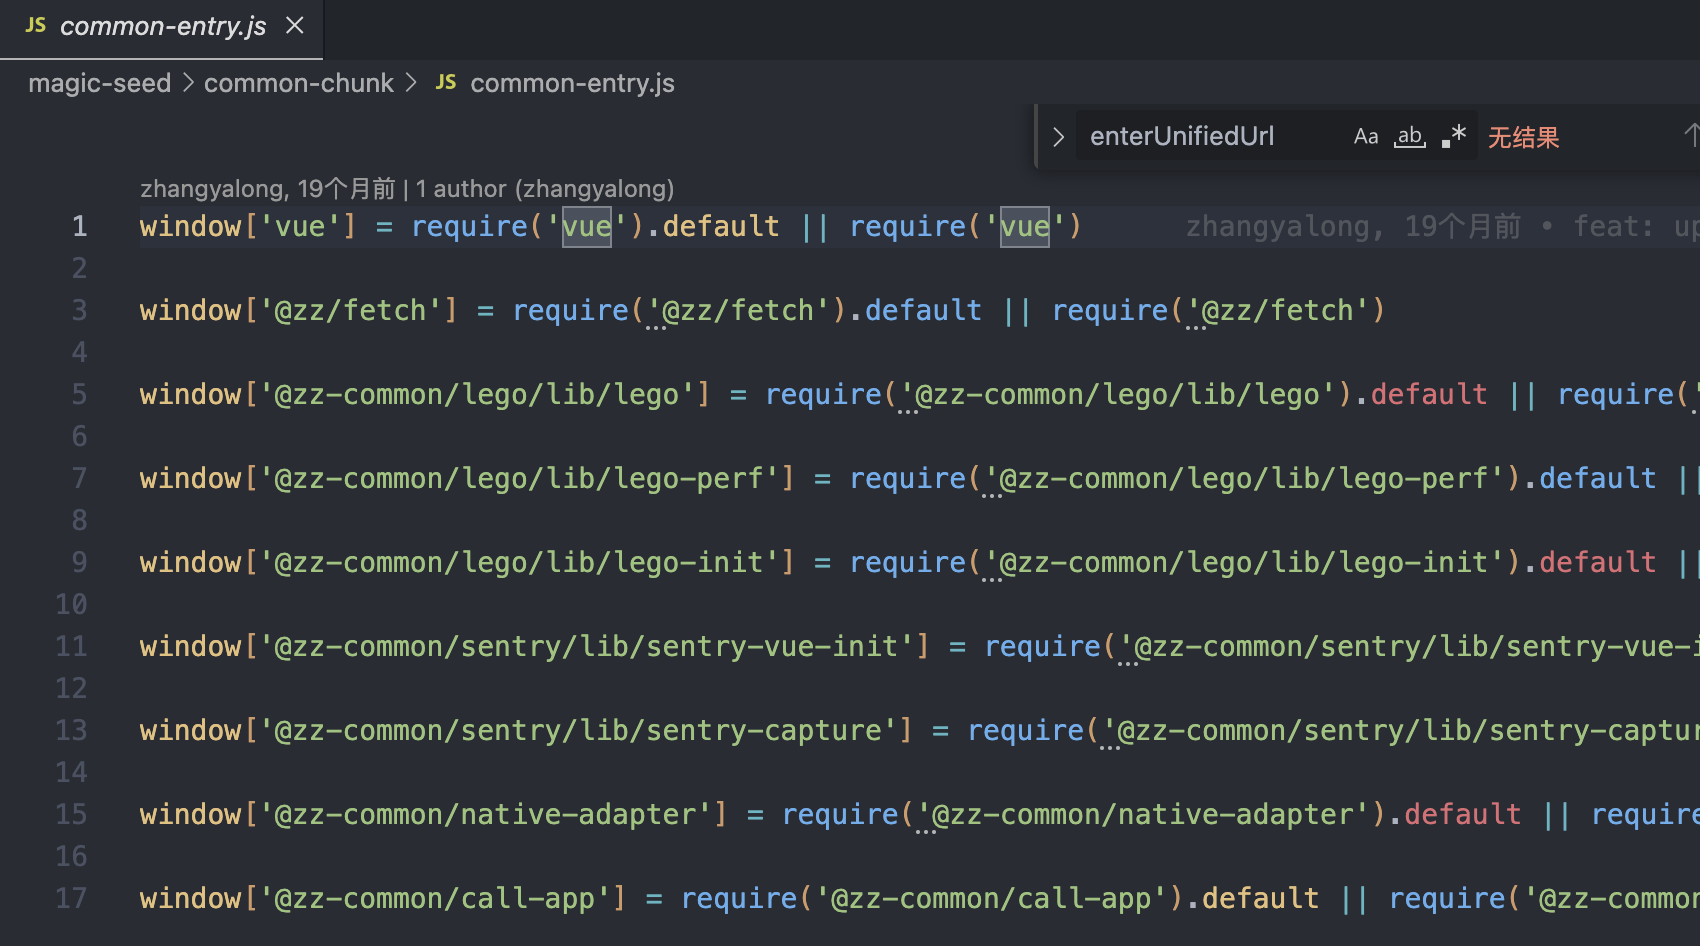 JS common-entry.js
magic-seed > common-chunk > JS common-entry.js
enterUnifiedUrl Aa ab .* 无结果
zhangyalong, 19个月前 | 1 author (zhangyalong)
1 window['vue'] = require('vue').default || require('vue') zhangyalong, 19个月前 • feat: up
2
3 window['@zz/fetch'] = require('@zz/fetch').default || require('@zz/fetch')
4
5 window['@zz-common/lego/lib/lego'] = require('@zz-common/lego/lib/lego').default || require('
6
7 window['@zz-common/lego/lib/lego-perf'] = require('@zz-common/lego/lib/lego-perf').default ||
8
9 window['@zz-common/lego/lib/lego-init'] = require('@zz-common/lego/lib/lego-init').default ||
10
11 window['@zz-common/sentry/lib/sentry-vue-init'] = require('@zz-common/sentry/lib/sentry-vue-i
12
13 window['@zz-common/sentry/lib/sentry-capture'] = require('@zz-common/sentry/lib/sentry-captur
14
15 window['@zz-common/native-adapter'] = require('@zz-common/native-adapter').default || require
16
17 window['@zz-common/call-app'] = require('@zz-common/call-app').default || require('@zz-common